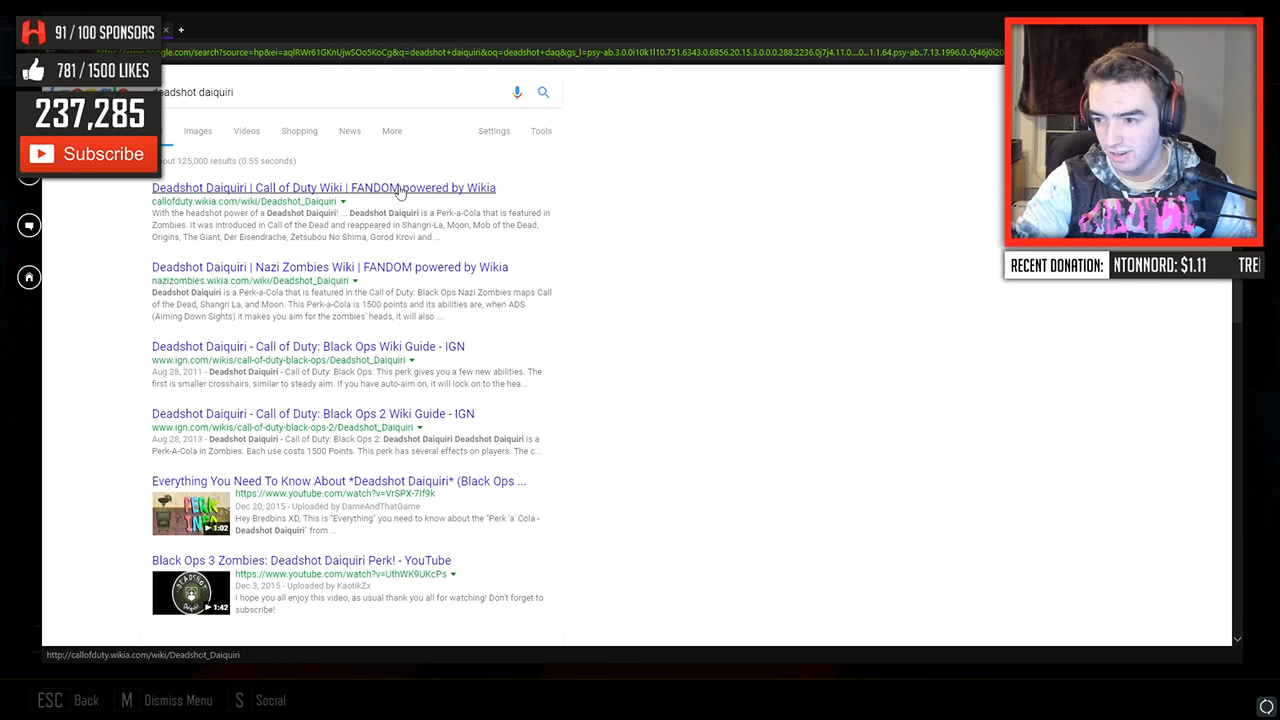 91 / 100 SPONSORS
781 / 1500 LIKES
237,285
Subscribe
deadshot daiquiri
Images Videos Shopping News More Settings Tools
About 125,000 results (0.55 seconds)
Deadshot Daiquiri | Call of Duty Wiki | FANDOM powered by Wikia
callofduty.wikia.com/wiki/Deadshot_Daiquiri
With the headshot power of a Deadshot Daiquiri! ... Deadshot Daiquiri is a Perk-a-Cola that is featured in
Zombies. It was introduced in Call of the Dead and reappeared in Shangri-La, Moon, Mob of the Dead,
Origins, The Giant, Der Eisendrache, Zetsubou No Shima, Gorod Krovi and ...
Deadshot Daiquiri | Nazi Zombies Wiki | FANDOM powered by Wikia
nazizombies.wikia.com/wiki/Deadshot_Daiquiri
Deadshot Daiquiri is a Perk-a-Cola that is featured in the Call of Duty: Black Ops Nazi Zombies maps Call
of the Dead, Shangri La, and Moon. This Perk-a-Cola is 1500 points and its abilities are, when ADS
(Aiming Down Sights) it makes you aim for the zombies' heads, it will also ...
Deadshot Daiquiri - Call of Duty: Black Ops Wiki Guide - IGN
www.ign.com/wikis/call-of-duty-black-ops/Deadshot_Daiquiri
Aug 28, 2011 - Deadshot Daiquiri - Call of Duty: Black Ops: This perk gives you a few new abilities. The
first is smaller crosshairs, similar to steady aim. If you have auto-aim on, it will lock on to the hea...
Deadshot Daiquiri - Call of Duty: Black Ops 2 Wiki Guide - IGN
www.ign.com/wikis/call-of-duty-black-ops-2/Deadshot_Daiquiri
Aug 28, 2013 - Deadshot Daiquiri - Call of Duty: Black Ops 2: Deadshot Daiquiri Deadshot Daiquiri is a
Perk-A-Cola in Zombies. Each use costs 1500 Points. This perk has several effects on players. The c...
Everything You Need To Know About *Deadshot Daiquiri* (Black Ops ...
https://www.youtube.com/watch?v=VrSPX-7If9k
Dec 20, 2015 - Uploaded by DameAndThatGame
Hey Bredbins XD, This is "Everything" you need to know about the "Perk 'a' Cola -
Deadshot Daiquiri" from ...
PERK
INFO
1:02
Black Ops 3 Zombies: Deadshot Daiquiri Perk! - YouTube
https://www.youtube.com/watch?v=UthWK9UKcPs
Dec 3, 2015 - Uploaded by KaotikZx
I hope you all enjoy this video, as usual thank you all for watching! Don't forget to
subscribe!
DEADSHOT
1:42
http://callofduty.wikia.com/wiki/Deadshot_Daiquiri
ESC Back M Dismiss Menu S Social
RECENT DONATION: NTONNORD: $1.11 TRE